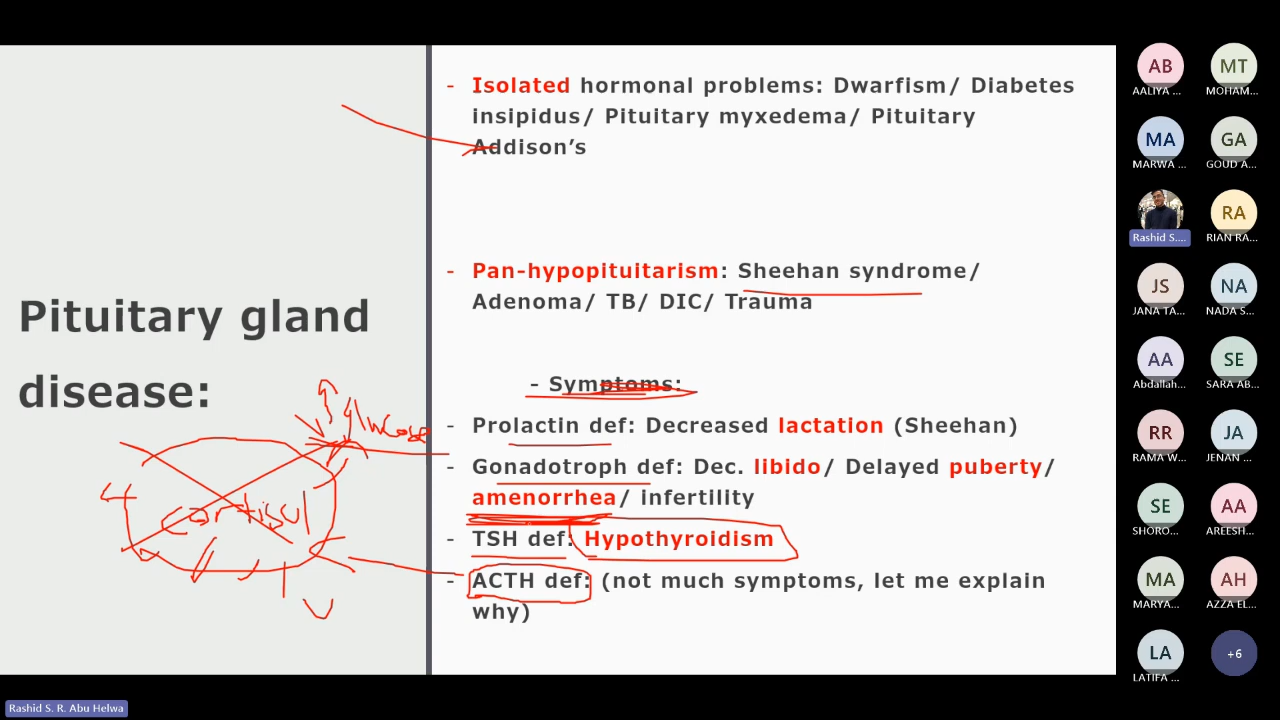 Pituitary gland
disease:
- Isolated hormonal problems: Dwarfism/ Diabetes
insipidus/ Pituitary myxedema/ Pituitary
Addison's
- Pan-hypopituitarism: Sheehan syndrome/
Adenoma/ TB/ DIC/ Trauma
- Symptoms:
- Prolactin def: Decreased lactation (Sheehan)
- Gonadotroph def: Dec. libido/ Delayed puberty/
amenorrhea/ infertility
- TSH def: Hypothyroidism
- ACTH def: (not much symptoms, let me explain
why)
glucose
cortisol
AB
AALIYA ...
MT
MOHAM...
MA
MARWA ...
GA
GOUD A...
Rashid S....
RA
RIAN RA...
JS
JANA TA...
NA
NADA S...
AA
Abdallah...
SE
SARA AB...
RR
RAMA W...
JA
JENAN ...
SE
SHORO...
AA
AREESH...
MA
MARYA...
AH
AZZA EL...
LA
LATIFA ...
+6
Rashid S. R. Abu Helwa